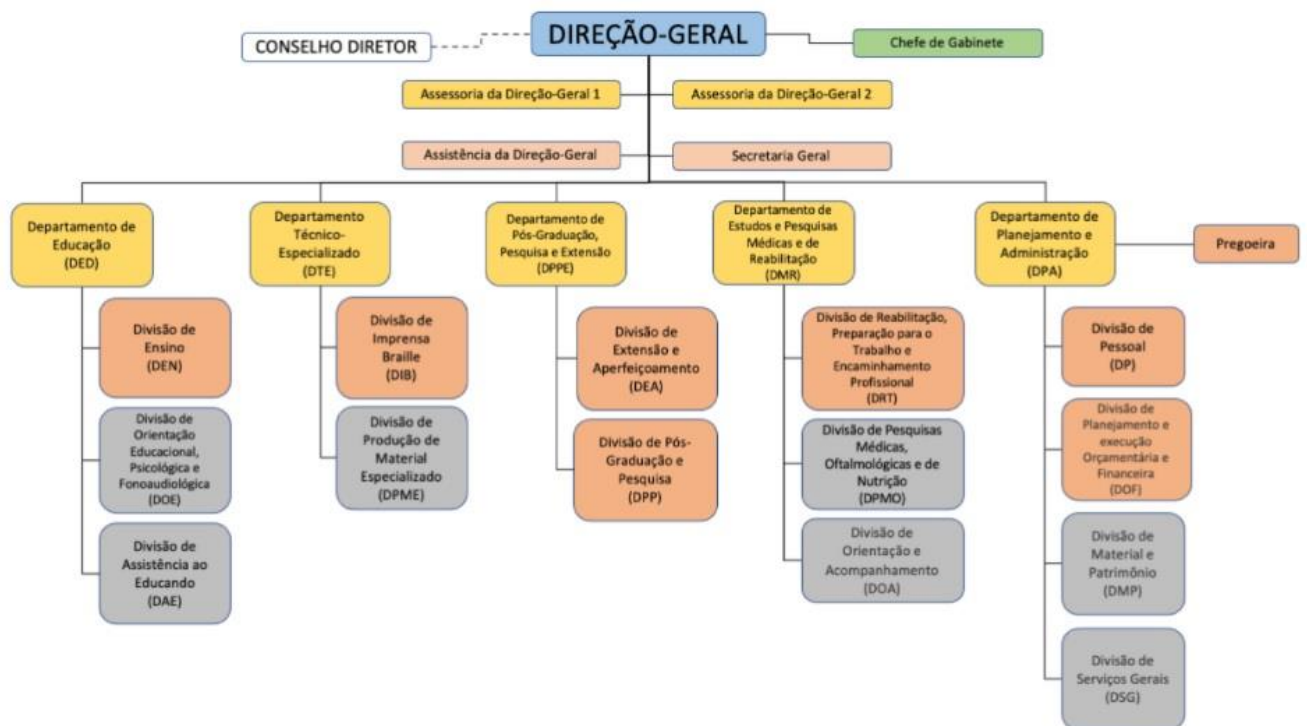 DIREÇÃO-GERAL
CONSELHO DIRETOR
Chefe de Gabinete
Assessoria da Direção-Geral 1
Assessoria da Direção-Geral 2
Assistência da Direção-Geral
Secretaria Geral
Departamento de
Educação
(DED)
Departamento
Técnico-
Especializado
(DTE)
Departamento de
Pós-Graduação,
Pesquisa e Extensão
(DPPE)
Departamento de
Estudos e Pesquisas
Médicas e de
Reabilitação
(DMR)
Departamento de
Planejamento e
Administração
(DPA)
Pregoeira
Divisão de
Ensino
(DEN)
Divisão de
Orientação
Educacional,
Psicológica e
Fonoaudiológica
(DOE)
Divisão de
Assistência ao
Educando
(DAE)
Divisão de
Imprensa
Braille
(DIB)
Divisão de
Produção de
Material
Especializado
(DPME)
Divisão de
Extensão e
Aperfeiçoamento
(DEA)
Divisão de Pós-
Graduação e
Pesquisa
(DPP)
Divisão de Reabilitação,
Preparação para o
Trabalho e
Encaminhamento
Profissional
(DRT)
Divisão de Pesquisas
Médicas,
Oftalmológicas e de
Nutrição
(DPMO)
Divisão de
Orientação e
Acompanhamento
(DOA)
Divisão de
Pessoal
(DP)
Divisão de
Planejamento e
execução
Orçamentária e
Financeira
(DOF)
Divisão de
Material e
Patrimônio
(DMP)
Divisão de
Serviços Gerais
(DSG)